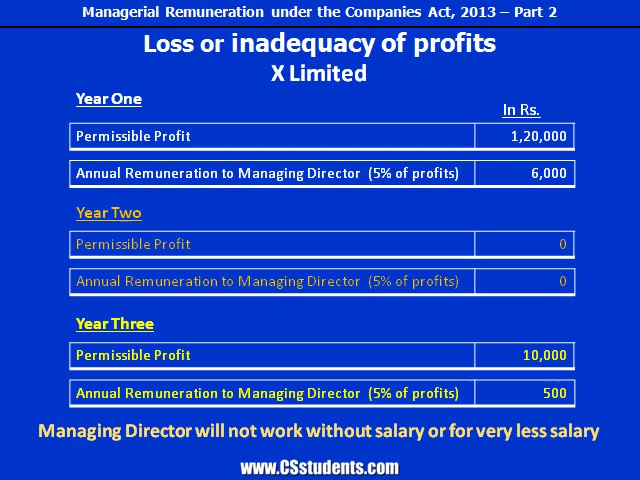 Managerial Remuneration under the Companies Act, 2013 – Part 2
Loss or inadequacy of profits
X Limited
Year One
In Rs.
Permissible Profit 1,20,000
Annual Remuneration to Managing Director (5% of profits) 6,000
Year Two
Permissible Profit 0
Annual Remuneration to Managing Director (5% of profits) 0
Year Three
Permissible Profit 10,000
Annual Remuneration to Managing Director (5% of profits) 500
Managing Director will not work without salary or for very less salary
www.CSstudents.com